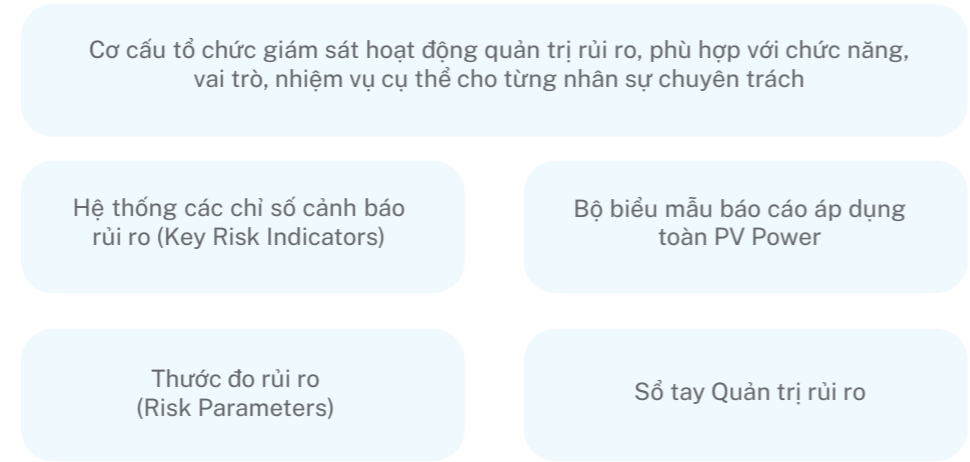 Cơ cấu tổ chức giám sát hoạt động quản trị rủi ro, phù hợp với chức năng,
vai trò, nhiệm vụ cụ thể cho từng nhân sự chuyên trách
Hệ thống các chỉ số cảnh báo
rủi ro (Key Risk Indicators)
Bộ biểu mẫu báo cáo áp dụng
toàn PV Power
Thước đo rủi ro
(Risk Parameters)
Sổ tay Quản trị rủi ro